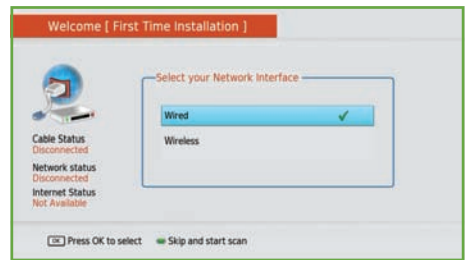 Welcome [ First Time Installation ]
Select your Network Interface
Wired
Wireless
Cable Status
Disconnected
Network status
Disconnected
Internet Status
Not Available
OK Press OK to select Skip and start scan